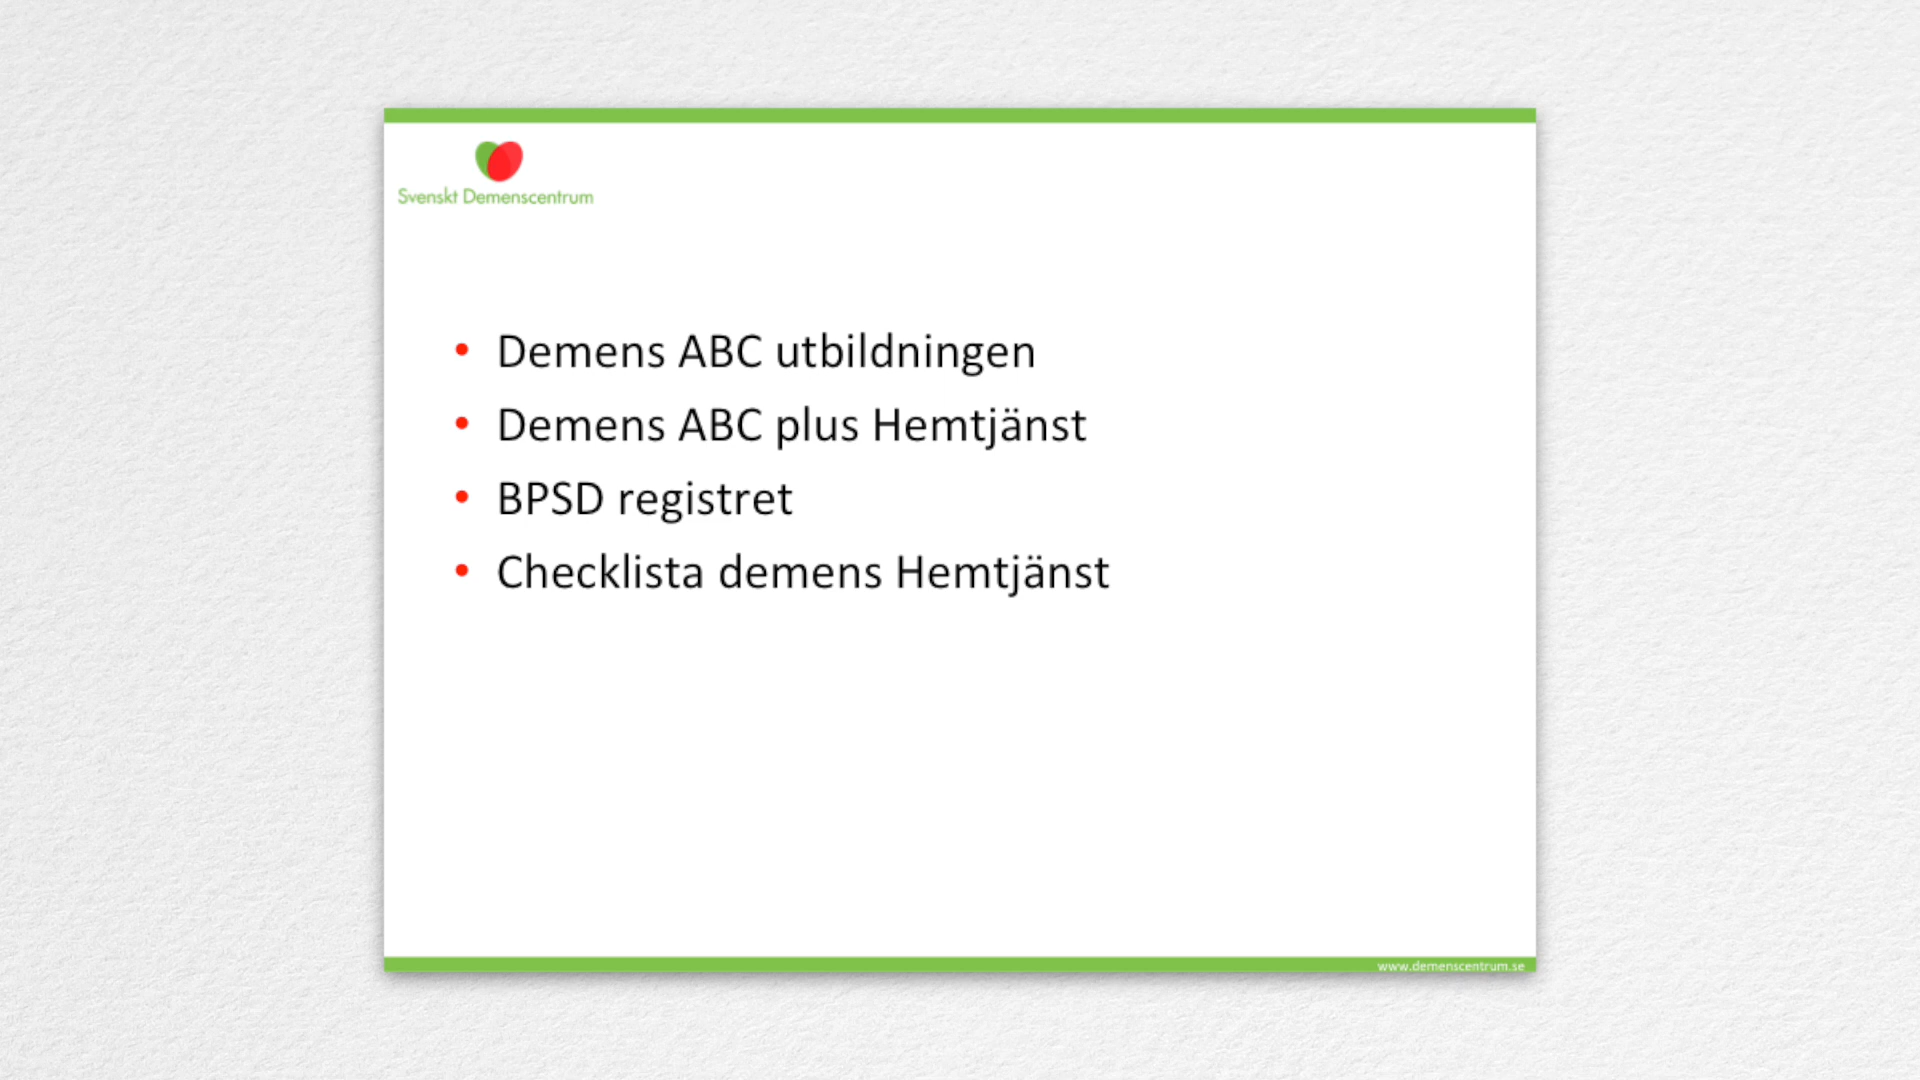 Svenskt Demenscentrum
• Demens ABC utbildningen
• Demens ABC plus Hemtjänst
• BPSD registret
• Checklista demens Hemtjänst
www.demenscentrum.se